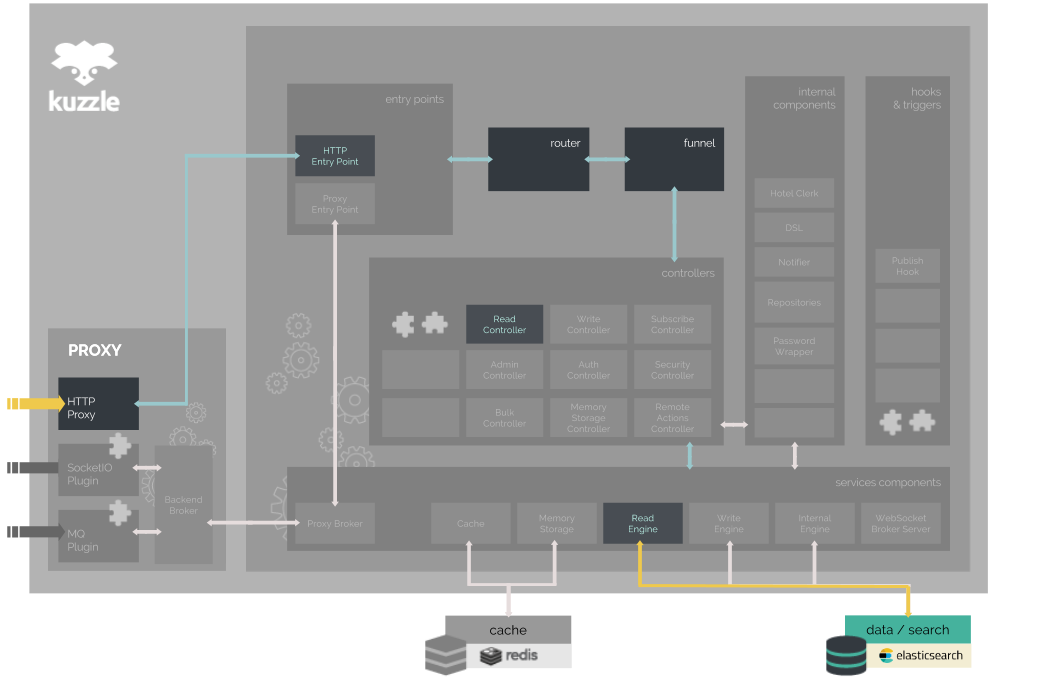 kuzzle
entry points
HTTP
Entry Point
Proxy
Entry Point
router
funnel
internal
components
Hotel Clerk
DSL
Notifier
Repositories
Password
Wrapper
hooks
& triggers
Publish
Hook
controllers
Read
Controller
Write
Controller
Subscribe
Controller
Admin
Controller
Auth
Controller
Security
Controller
Bulk
Controller
Memory
Storage
Controller
Remote
Actions
Controller
PROXY
HTTP
Proxy
SocketIO
Plugin
MQ
Plugin
Backend
Broker
services components
Proxy Broker
Cache
Memory
Storage
Read
Engine
Write
Engine
Internal
Engine
WebSocket
Broker Server
cache
redis
data / search
elasticsearch